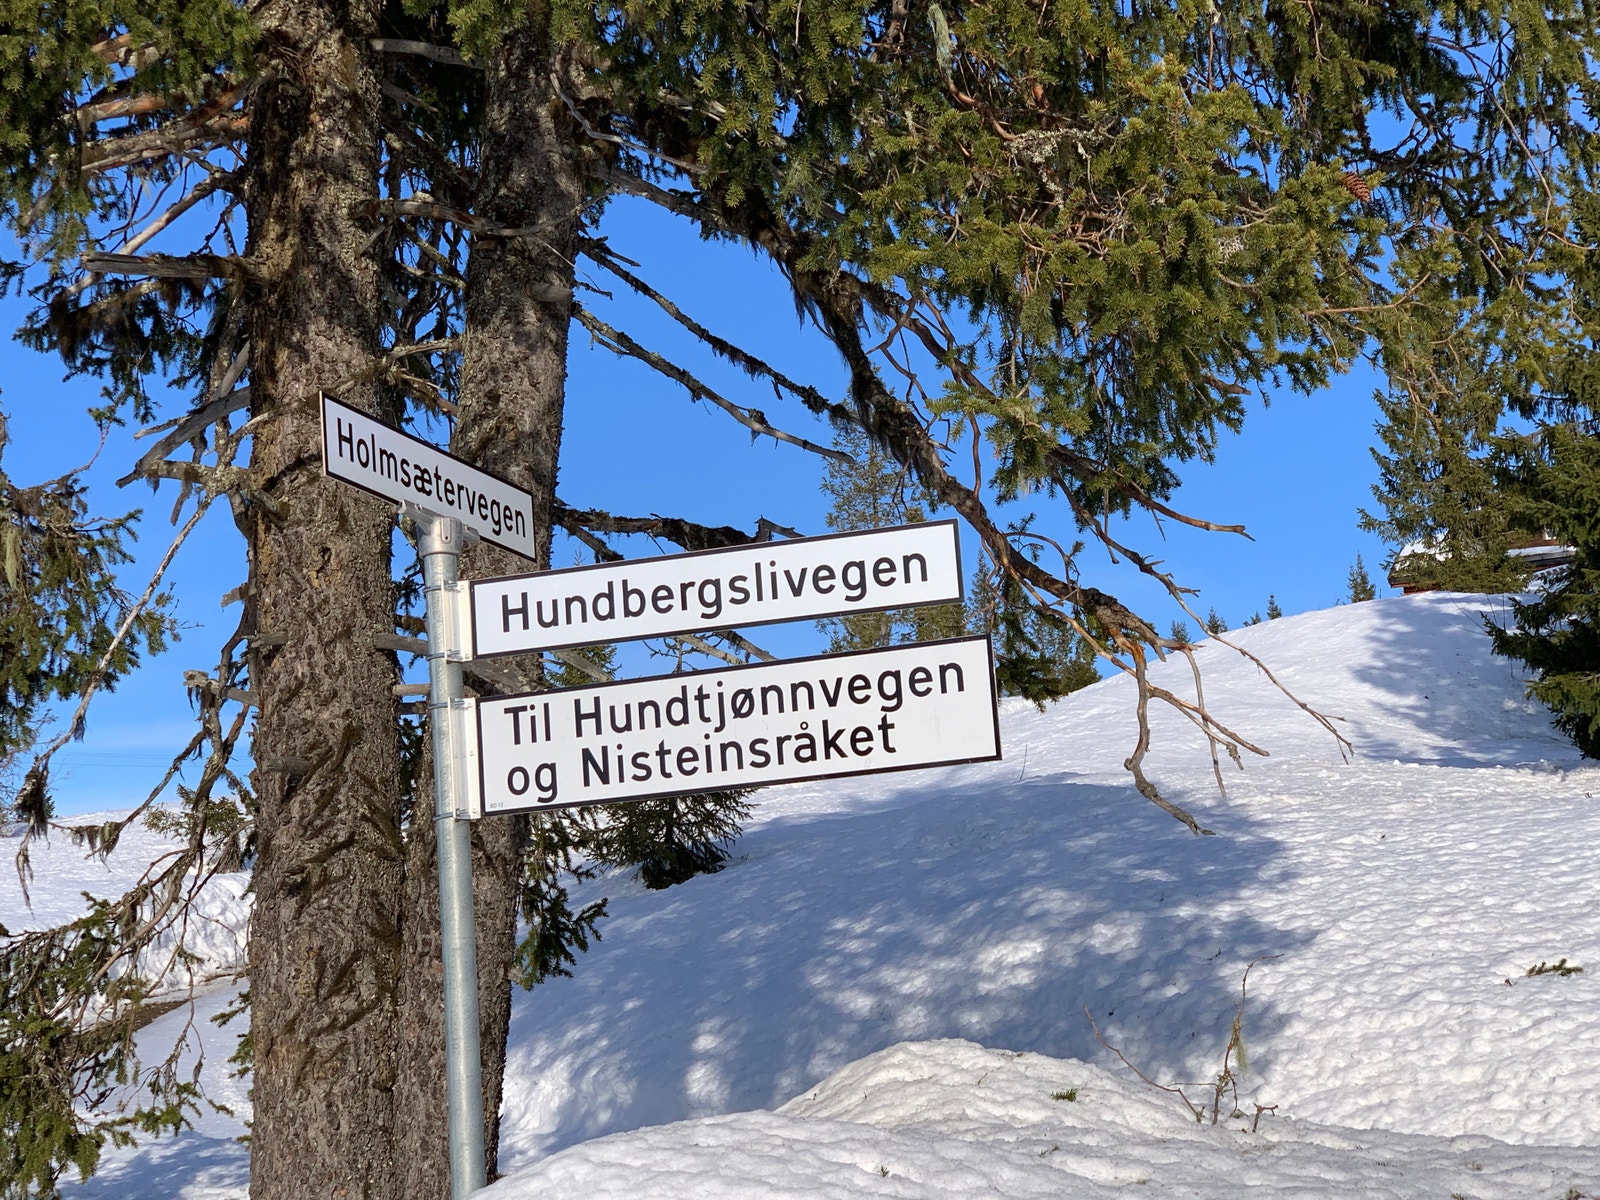 Holmsætervegen
Hundbergslivegen
Til Hundtjønnvegen
og Nisteinsråket